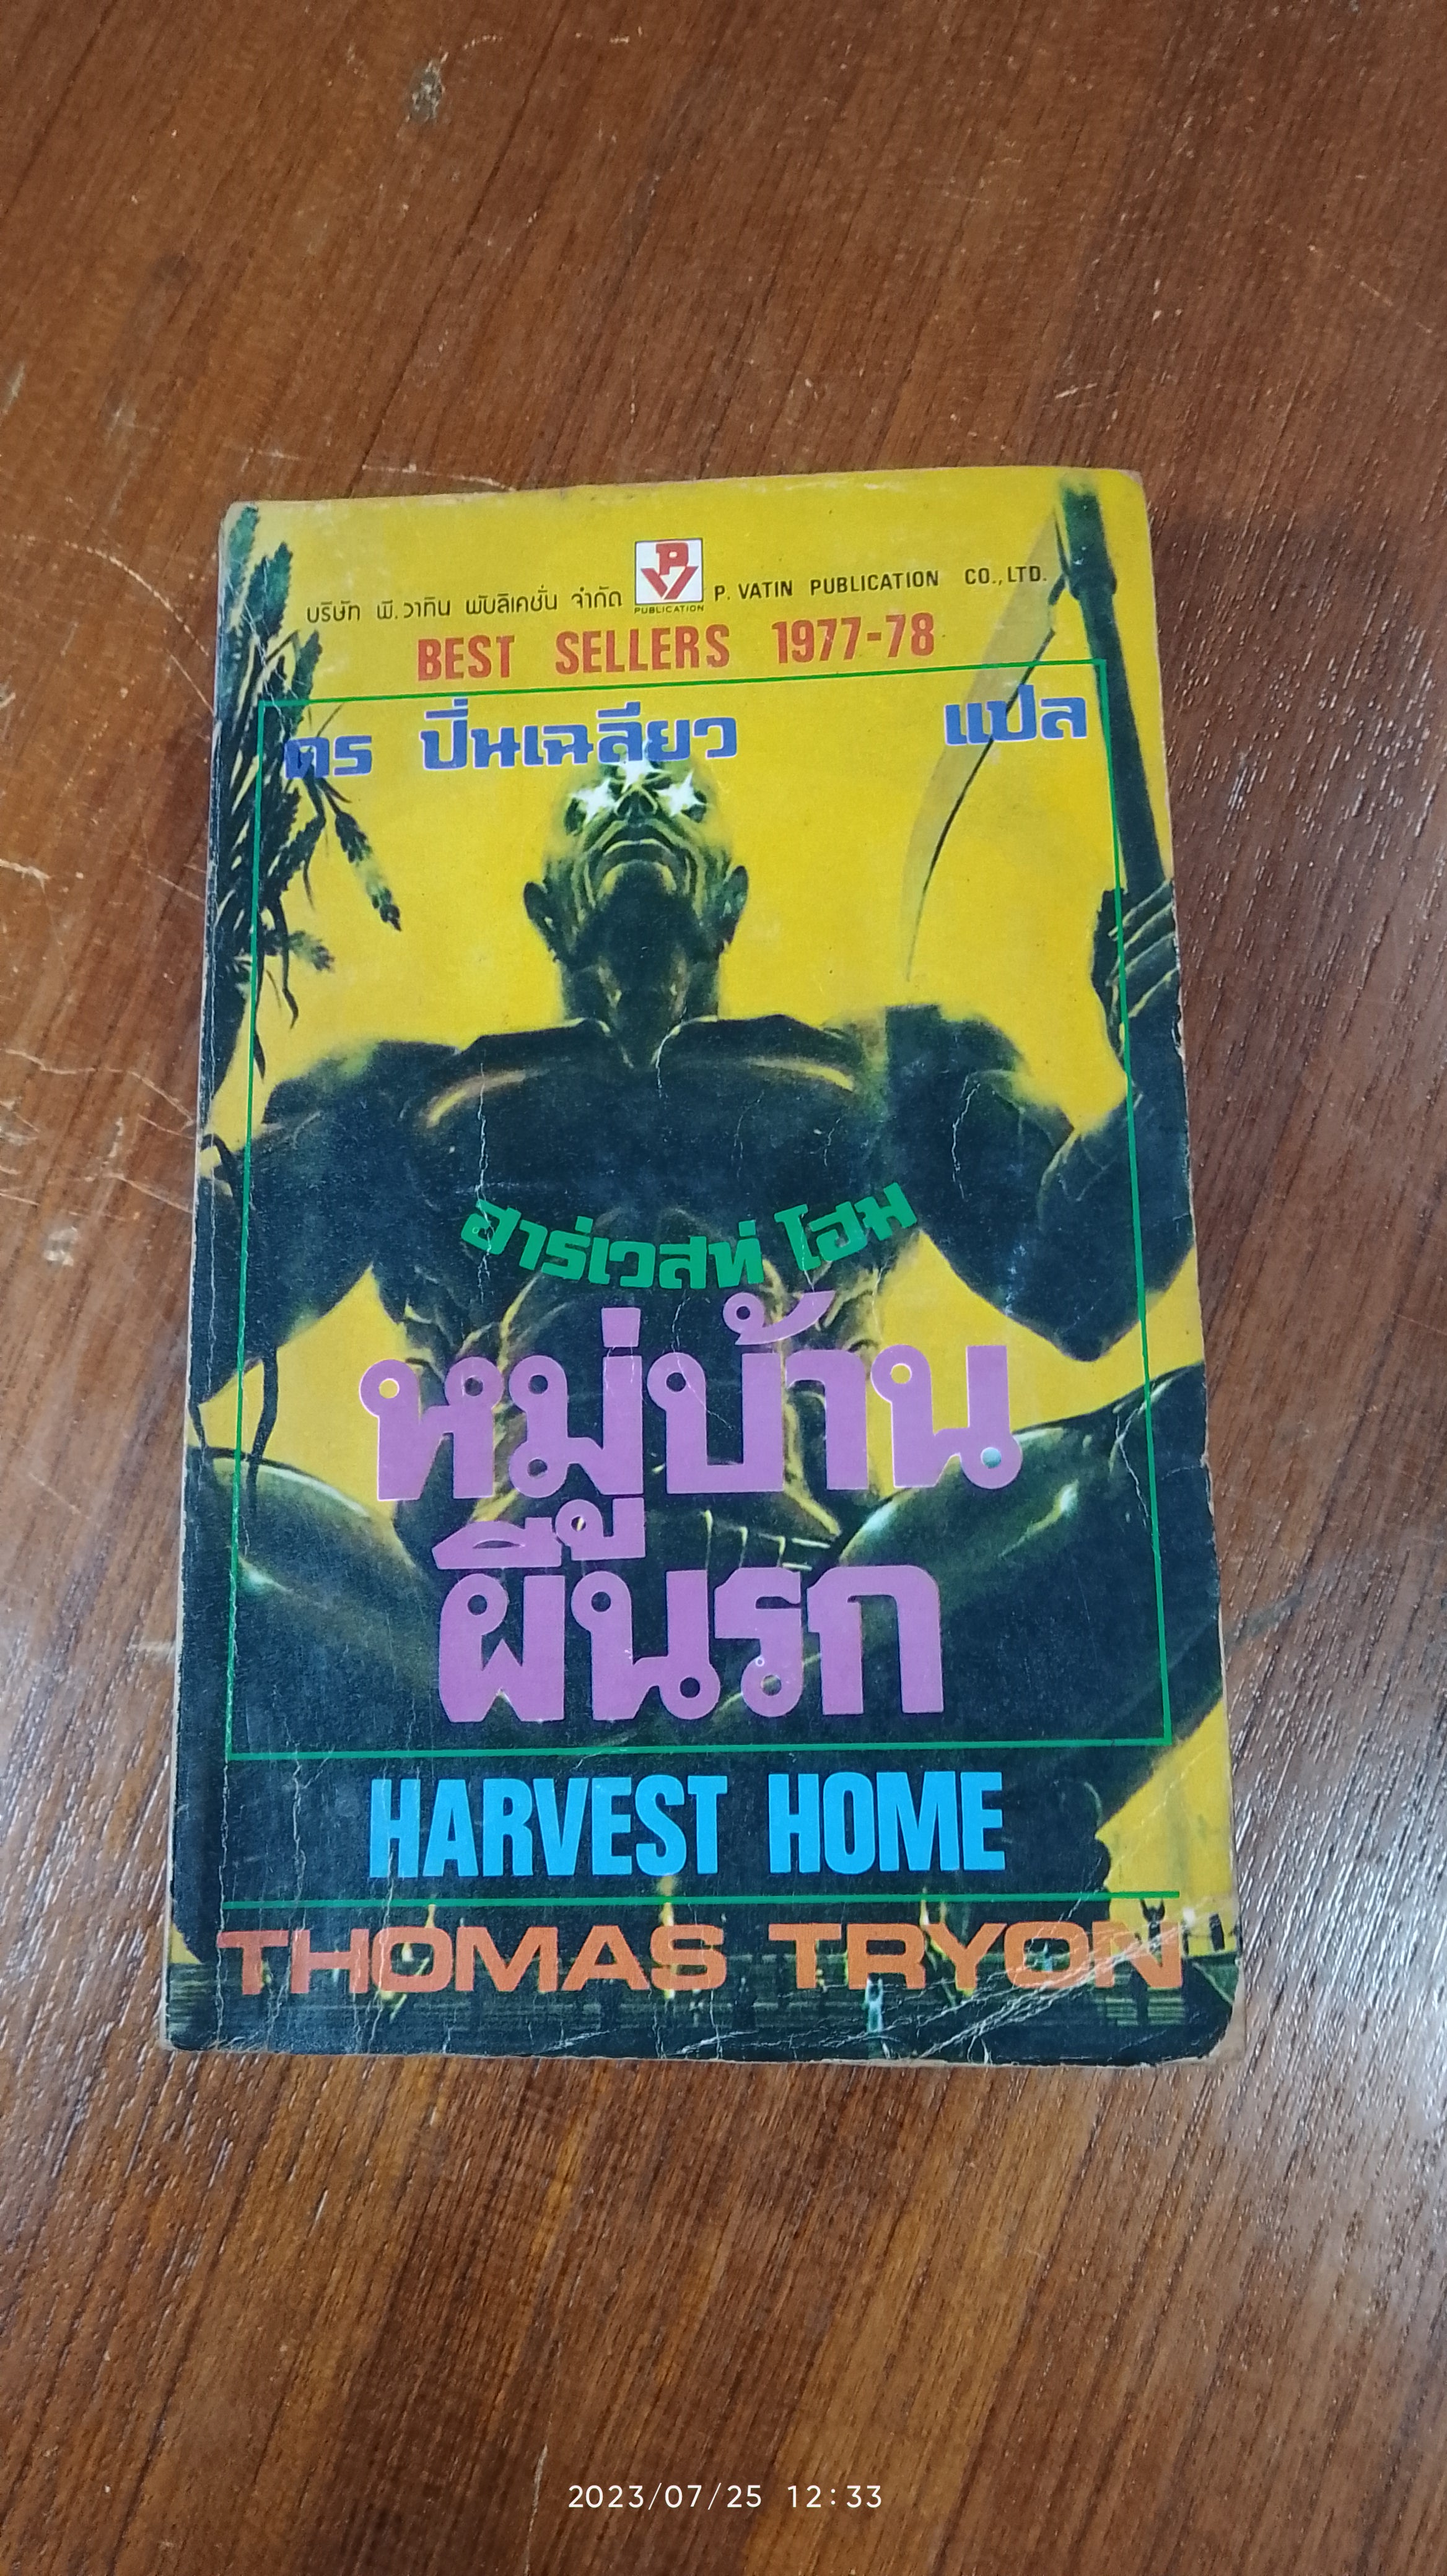 บริษัท พี.วาทิน พับลิเคชั่น จำกัด PV PUBLICATION P. VATIN PUBLICATION CO.,LTD.
BEST SELLERS 1977-78
ตร ปิ่นเฉลียว แปล
ฮาร์เวสท่ โฮม
หมู่บ้าน
ผีนรก
HARVEST HOME
THOMAS TRYON
2023/07/25 12:33